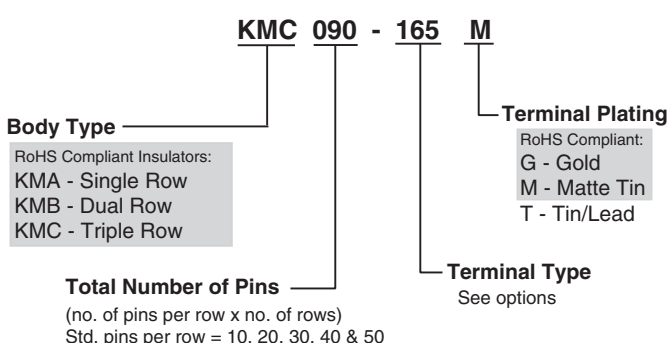 KMC 090 - 165 M
Body Type
RoHS Compliant Insulators:
KMA - Single Row
KMB - Dual Row
KMC - Triple Row
Terminal Plating
RoHS Compliant:
G - Gold
M - Matte Tin
T - Tin/Lead
Total Number of Pins
(no. of pins per row x no. of rows)
Std. pins per row = 10, 20, 30, 40 & 50
Terminal Type
See options